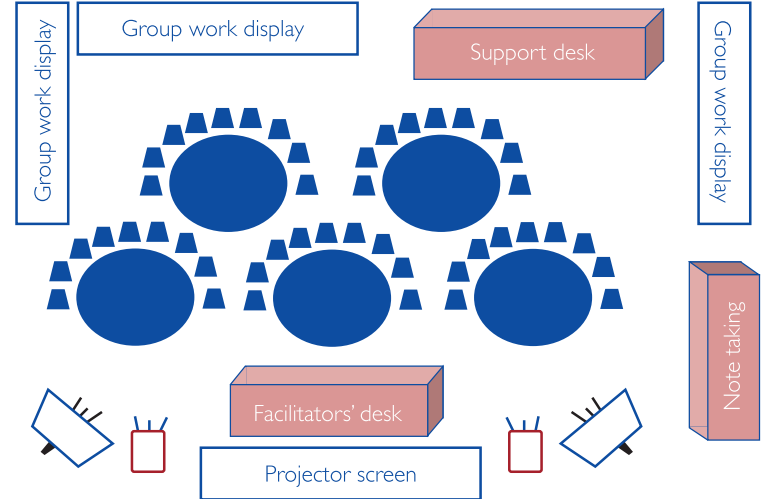 Group work display
Group work display
Support desk
Group work display
Note taking
Facilitators’ desk
Projector screen